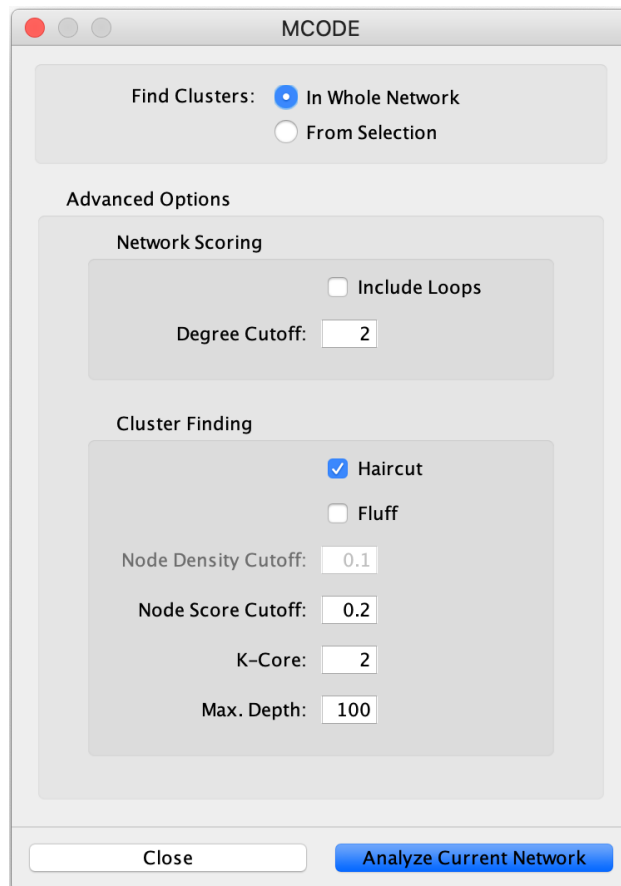 MCODE
Find Clusters: In Whole Network
From Selection
Advanced Options
Network Scoring
Include Loops
Degree Cutoff: 2
Cluster Finding
Haircut
Fluff
Node Density Cutoff: 0.1
Node Score Cutoff: 0.2
K-Core: 2
Max. Depth: 100
Close Analyze Current Network